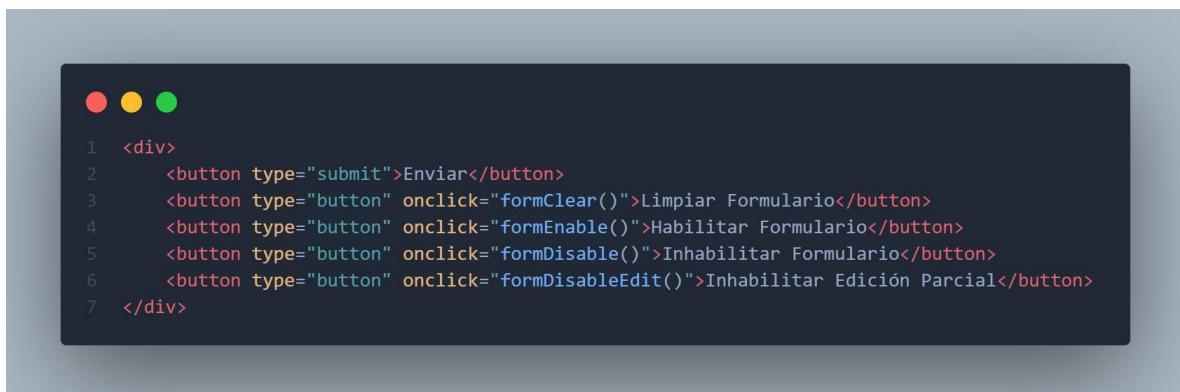 1 <div>
2 <button type="submit">Enviar</button>
3 <button type="button" onclick="formClear()">Limpiar Formulario</button>
4 <button type="button" onclick="formEnable()">Habilitar Formulario</button>
5 <button type="button" onclick="formDisable()">Inhabilitar Formulario</button>
6 <button type="button" onclick="formDisableEdit()">Inhabilitar Edición Parcial</button>
7 </div>